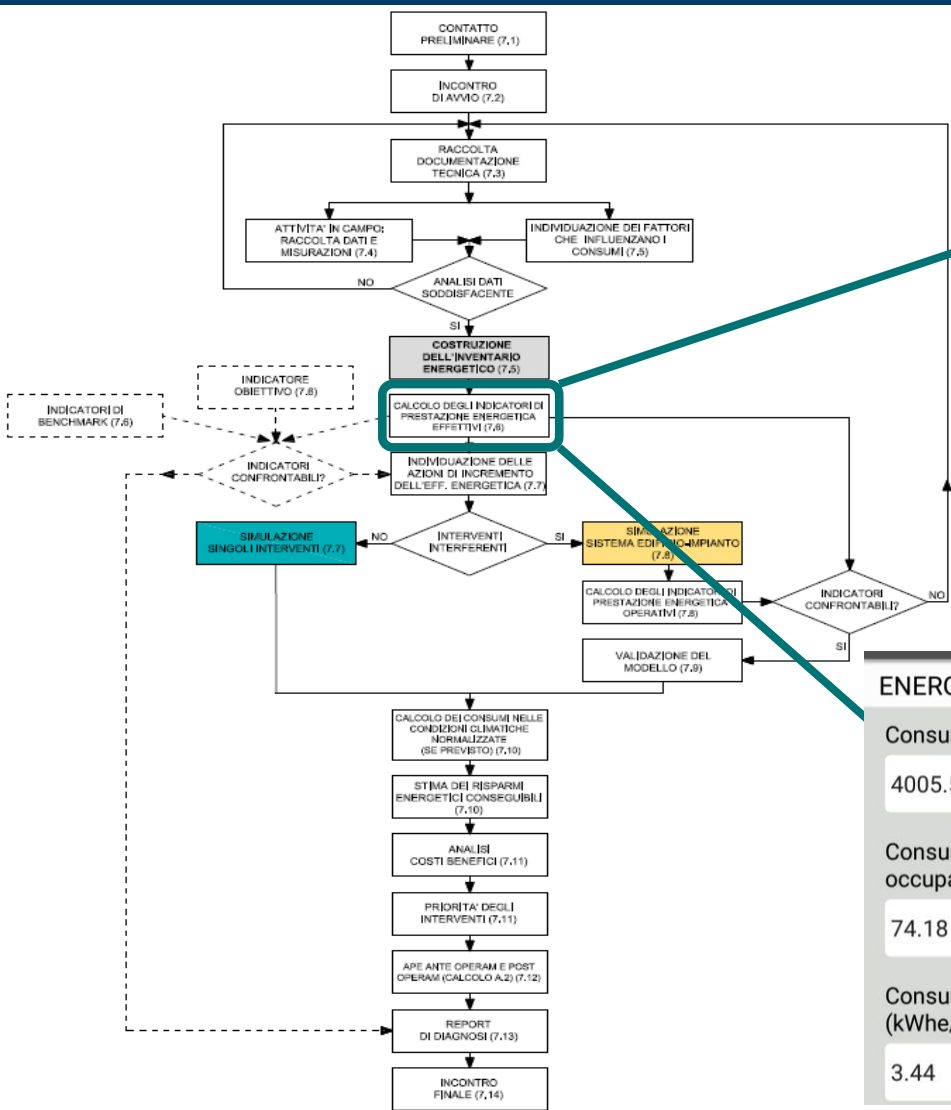 CONTATTO
PRELIMINARE (7.1)
INCONTRO
DI AVVIO (7.2)
RACCOLTA
DOCUMENTAZIONE
TECNICA (7.3)
ATTIVITA' IN CAMPO:
RACCOLTA DATI E
MISURAZIONI (7.4)
INDIVIDUAZIONE DEI FATTORI
CHE INFLUENZANO I
CONSUMI (7.5)
NO
ANALISI DATI
SODDISFACENTE
SI
COSTRUZIONE
DELL'INVENTARIO
ENERGETICO (7.5)
INDICATORE
OBIETTIVO (7.6)
INDICATORI DI
BENCHMARK (7.6)
CALCOLO DEGLI INDICATORI DI
PRESTAZIONE ENERGETICA
EFFETTIVI (7.6)
INDICATORI
CONFRONTABILI?
INDIVIDUAZIONE DELLE
AZIONI DI INCREMENTO
DELL'EFF. ENERGETICA (7.7)
SIMULAZIONE
SINGOLI INTERVENTI (7.7)
NO
INTERVENTI
INTERFERENTI
SI
SIMULAZIONE
SISTEMA EDIFICIO-IMPIANTO
(7.8)
CALCOLO DEGLI INDICATORI DI
PRESTAZIONE ENERGETICA
OPERATIVI (7.8)
INDICATORI
CONFRONTABILI?
NO
SI
VALIDAZIONE DEL
MODELLO (7.9)
CALCOLO DEI CONSUMI NELLE
CONDIZIONI CLIMATICHE
NORMALIZZATE
(SE PREVISTO) (7.10)
STIMA DEI RISPARMI
ENERGETICI CONSEGUIBILI
(7.10)
ANALISI
COSTI BENEFICI (7.11)
PRIORITA' DEGLI
INTERVENTI (7.11)
APE ANTE OPERAM E POST
OPERAM (CALCOLO A.2) (7.12)
REPORT
DI DIAGNOSI (7.13)
INCONTRO
FINALE (7.14)
ENERG
Consu
4005.5
Consu
occupa
74.18
Consu
(kWhe,
3.44